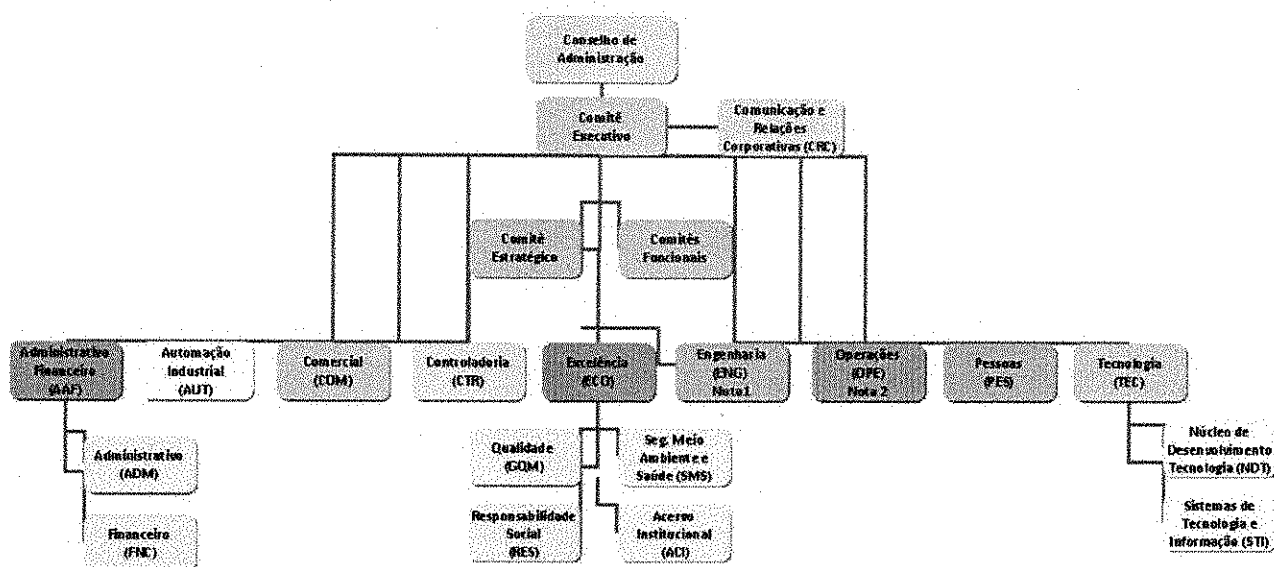 Conselho de
Administração
Comitê
Executivo
Comunicação e
Relações
Corporativas (CRC)
Comitê
Estratégico
Comitês
Funcionais
Administrativo
Financeiro
(AAF)
Automação
Industrial
(AUT)
Comercial
(COM)
Controladoria
(CTR)
Excelência
(ECO)
Engenharia
(ENG)
Nota1
Operações
(OPE)
Nota 2
Pessoas
(PES)
Tecnologia
(TEC)
Administrativo
(ADM)
Financeiro
(FNC)
Qualidade
(GQM)
Seg. Meio
Ambiente e
Saúde (SMS)
Responsabilidade
Social
(RES)
Acervo
Institucional
(ACI)
Núcleo de
Desenvolvimento
Tecnologia (NDT)
Sistemas de
Tecnologia e
Informação (STI)